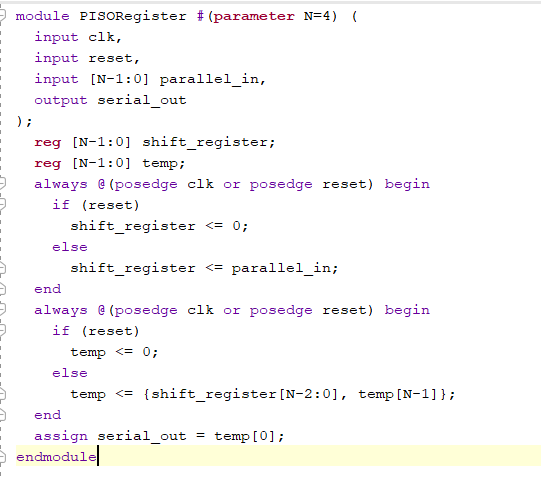 module PISORegister #(parameter N=4) (
  input clk,
  input reset,
  input [N-1:0] parallel_in,
  output serial_out
);
  reg [N-1:0] shift_register;
  reg [N-1:0] temp;
  always @(posedge clk or posedge reset) begin
    if (reset)
      shift_register <= 0;
    else
      shift_register <= parallel_in;
  end
  always @(posedge clk or posedge reset) begin
    if (reset)
      temp <= 0;
    else
      temp <= {shift_register[N-2:0], temp[N-1]};
  end
  assign serial_out = temp[0];
endmodule